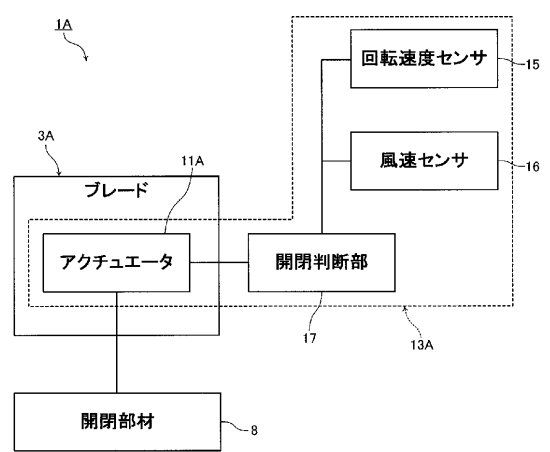 1A
回転速度センサ
15
風速センサ
16
3A
ブレード
11A
アクチュエータ
開閉判断部
17
13A
開閉部材
8